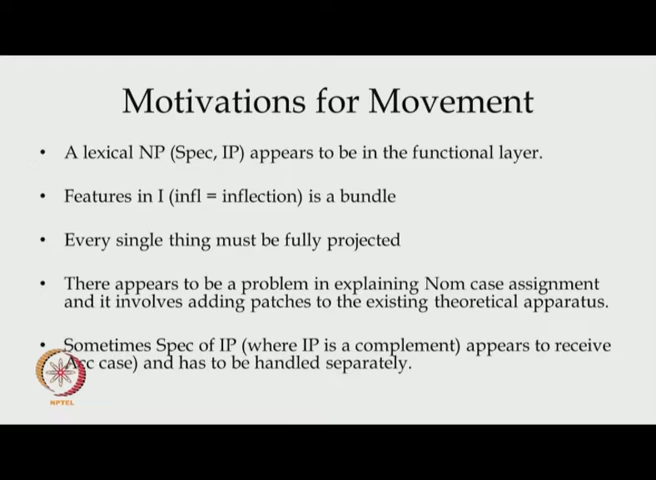 Motivations for Movement
• A lexical NP (Spec, IP) appears to be in the functional layer.
• Features in I (infl = inflection) is a bundle
• Every single thing must be fully projected
• There appears to be a problem in explaining Nom case assignment
and it involves adding patches to the existing theoretical apparatus.
• Sometimes Spec of IP (where IP is a complement) appears to receive
Acc case) and has to be handled separately.
NPTEL